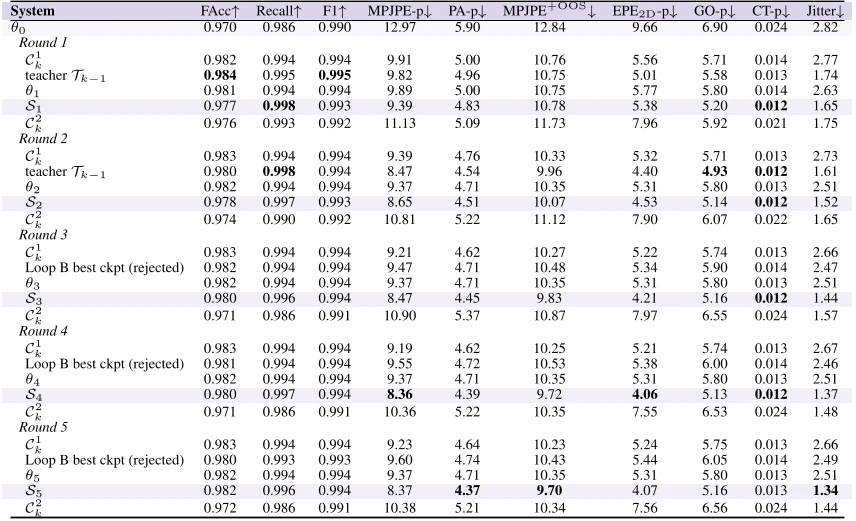 System FAcc↑ Recall↑ F1↑ MPJPE-p↓ PA-p↓ MPJPE+OOS↓ EPE2D-p↓ GO-p↓ CT-p↓ Jitter↓
θ0 0.970 0.986 0.990 12.97 5.90 12.84 9.66 6.90 0.024 2.82
Round 1
C1k 0.982 0.994 0.994 9.91 5.00 10.76 5.56 5.71 0.014 2.77
teacher Tk−1 0.984 0.995 0.995 9.82 4.96 10.75 5.01 5.58 0.013 1.74
θ1 0.981 0.994 0.994 9.89 5.00 10.75 5.77 5.80 0.014 2.63
S1 0.977 0.998 0.993 9.39 4.83 10.78 5.38 5.20 0.012 1.65
C2k 0.976 0.993 0.992 11.13 5.09 11.73 7.96 5.92 0.021 1.75
Round 2
C1k 0.983 0.994 0.994 9.39 4.76 10.33 5.32 5.71 0.013 2.73
teacher Tk−1 0.980 0.998 0.994 8.47 4.54 9.96 4.40 4.93 0.012 1.61
θ2 0.982 0.994 0.994 9.37 4.71 10.35 5.31 5.80 0.013 2.51
S2 0.978 0.997 0.993 8.65 4.51 10.07 4.53 5.14 0.012 1.52
C2k 0.974 0.990 0.992 10.81 5.22 11.12 7.90 6.07 0.022 1.65
Round 3
C1k 0.983 0.994 0.994 9.21 4.62 10.27 5.22 5.74 0.013 2.66
Loop B best ckpt (rejected) 0.982 0.994 0.994 9.47 4.71 10.48 5.34 5.90 0.014 2.47
θ3 0.982 0.994 0.994 9.37 4.71 10.35 5.31 5.80 0.013 2.51
S3 0.980 0.996 0.994 8.47 4.45 9.83 4.21 5.16 0.012 1.44
C2k 0.971 0.986 0.991 10.90 5.37 10.87 7.97 6.55 0.024 1.57
Round 4
C1k 0.983 0.994 0.994 9.19 4.62 10.25 5.21 5.74 0.013 2.67
Loop B best ckpt (rejected) 0.981 0.994 0.994 9.55 4.72 10.53 5.38 6.00 0.014 2.46
θ4 0.982 0.994 0.994 9.37 4.71 10.35 5.31 5.80 0.013 2.51
S4 0.980 0.997 0.994 8.36 4.39 9.72 4.06 5.13 0.012 1.37
C2k 0.971 0.986 0.991 10.36 5.22 10.35 7.55 6.53 0.024 1.48
Round 5
C1k 0.983 0.994 0.994 9.23 4.64 10.23 5.24 5.75 0.013 2.66
Loop B best ckpt (rejected) 0.980 0.993 0.993 9.60 4.74 10.43 5.44 6.05 0.014 2.49
θ5 0.982 0.994 0.994 9.37 4.71 10.35 5.31 5.80 0.013 2.51
S5 0.982 0.996 0.994 8.37 4.37 9.70 4.07 5.16 0.013 1.34
C2k 0.972 0.986 0.991 10.38 5.21 10.34 7.56 6.56 0.024 1.44